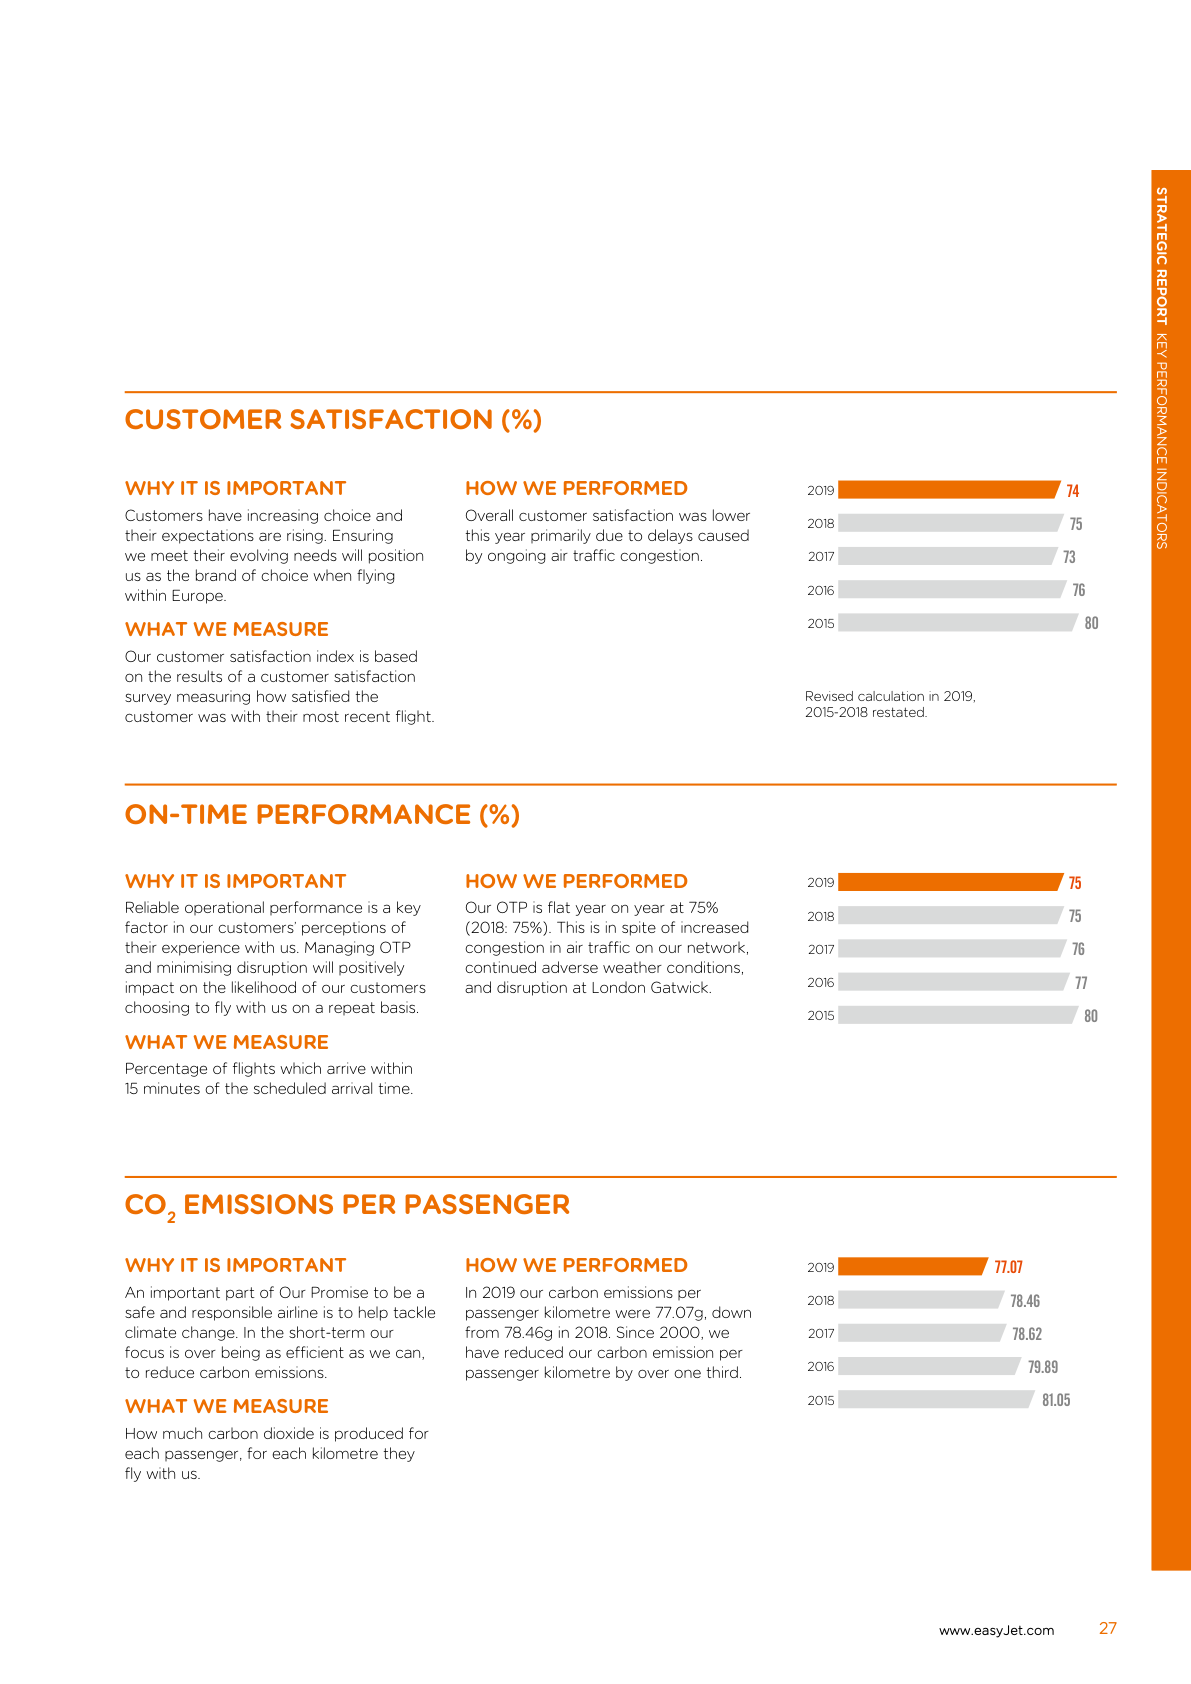 STRATEGIC REPORT KEY PERFORMANCE INDICATORS
CUSTOMER SATISFACTION (%)
WHY IT IS IMPORTANT
Customers have increasing choice and
their expectations are rising. Ensuring
we meet their evolving needs will position
us as the brand of choice when flying
within Europe.
WHAT WE MEASURE
Our customer satisfaction index is based
on the results of a customer satisfaction
survey measuring how satisfied the
customer was with their most recent flight.
HOW WE PERFORMED
Overall customer satisfaction was lower
this year primarily due to delays caused
by ongoing air traffic congestion.
2019 74
2018 75
2017 73
2016 76
2015 80
Revised calculation in 2019,
2015-2018 restated.
ON-TIME PERFORMANCE (%)
WHY IT IS IMPORTANT
Reliable operational performance is a key
factor in our customers' perceptions of
their experience with us. Managing OTP
and minimising disruption will positively
impact on the likelihood of our customers
choosing to fly with us on a repeat basis.
WHAT WE MEASURE
Percentage of flights which arrive within
15 minutes of the scheduled arrival time.
HOW WE PERFORMED
Our OTP is flat year on year at 75%
(2018: 75%). This is in spite of increased
congestion in air traffic on our network,
continued adverse weather conditions,
and disruption at London Gatwick.
2019 75
2018 75
2017 76
2016 77
2015 80
CO2 EMISSIONS PER PASSENGER
WHY IT IS IMPORTANT
An important part of Our Promise to be a
safe and responsible airline is to help tackle
climate change. In the short-term our
focus is over being as efficient as we can,
to reduce carbon emissions.
WHAT WE MEASURE
How much carbon dioxide is produced for
each passenger, for each kilometre they
fly with us.
HOW WE PERFORMED
In 2019 our carbon emissions per
passenger kilometre were 77.07g, down
from 78.46g in 2018. Since 2000, we
have reduced our carbon emission per
passenger kilometre by over one third.
2019 77.07
2018 78.46
2017 78.62
2016 79.89
2015 81.05
www.easyJet.com 27